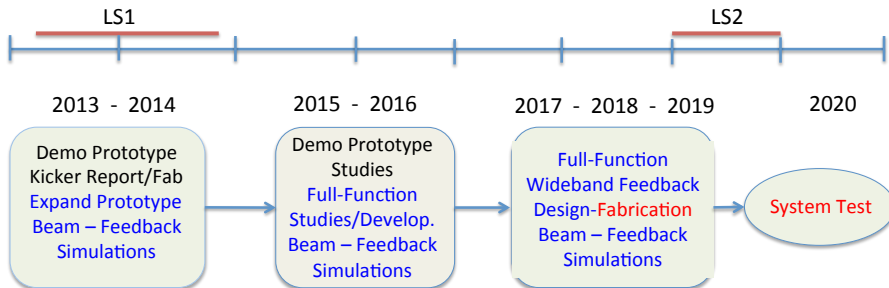 LS1
LS2
2013 - 2014
2015 - 2016
2017 - 2018 - 2019
2020
Demo Prototype
Kicker Report/Fab
Expand Prototype
Beam – Feedback
Simulations
Demo Prototype
Studies
Full-Function
Studies/Develop.
Beam – Feedback
Simulations
Full-Function
Wideband Feedback
Design-Fabrication
Beam – Feedback
Simulations
System Test